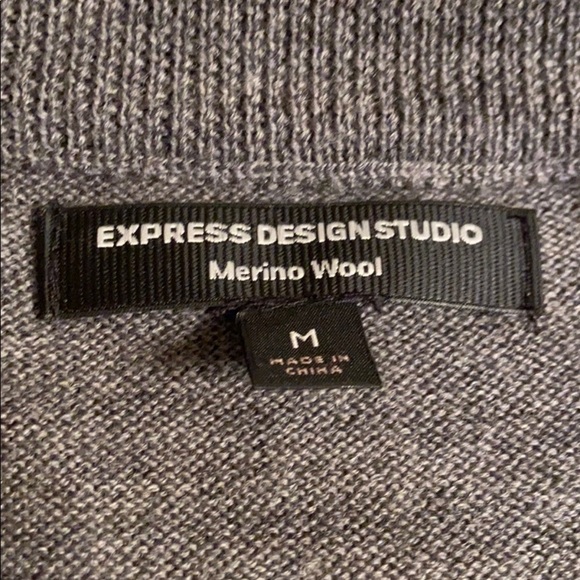 EXPRESS DESIGN STUDIO
Merino Wool
M
MADE IN
CHINA